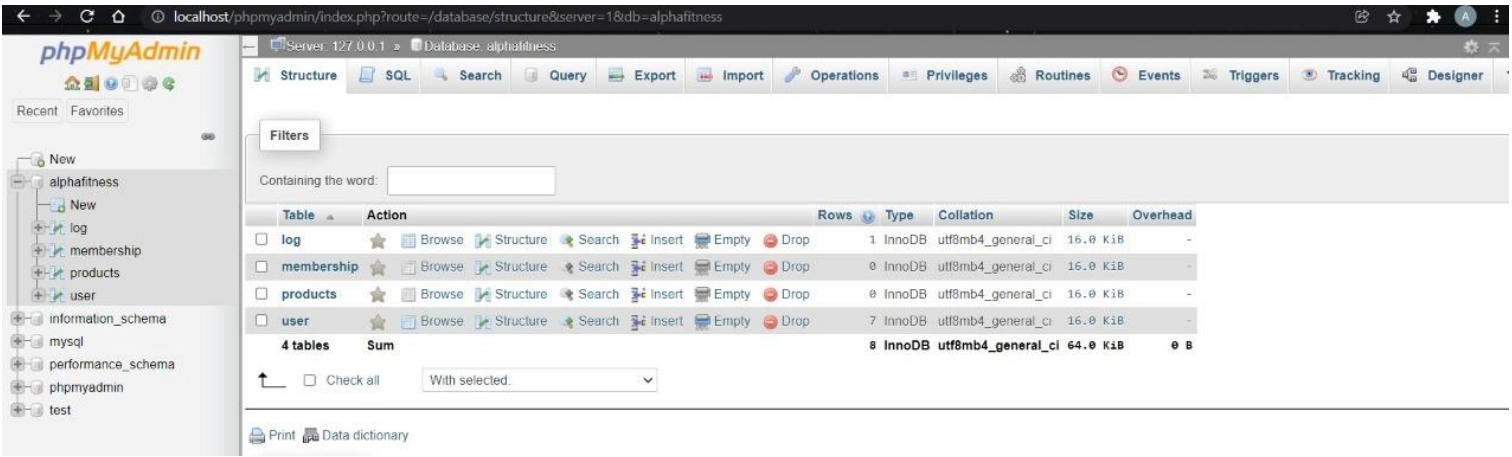 localhost/phpmyadmin/index.php?route=/database/structure&server=1&db=alphafitness
A
phpMyAdmin
Recent Favorites
New
alphafitness
New
log
membership
products
user
information_schema
mysql
performance_schema
phpmyadmin
test
Server: 127.0.0.1 » Database: alphafitness
Structure SQL Search Query Export Import Operations Privileges Routines Events Triggers Tracking Designer
Filters
Containing the word:
Table Action Rows Type Collation Size Overhead
log Browse Structure Search Insert Empty Drop 1 InnoDB utf8mb4_general_ci 16.0 KiB -
membership Browse Structure Search Insert Empty Drop 0 InnoDB utf8mb4_general_ci 16.0 KiB -
products Browse Structure Search Insert Empty Drop 0 InnoDB utf8mb4_general_ci 16.0 KiB -
user Browse Structure Search Insert Empty Drop 7 InnoDB utf8mb4_general_ci 16.0 KiB -
4 tables Sum 8 InnoDB utf8mb4_general_ci 64.0 KiB 0 B
Check all With selected:
Print Data dictionary